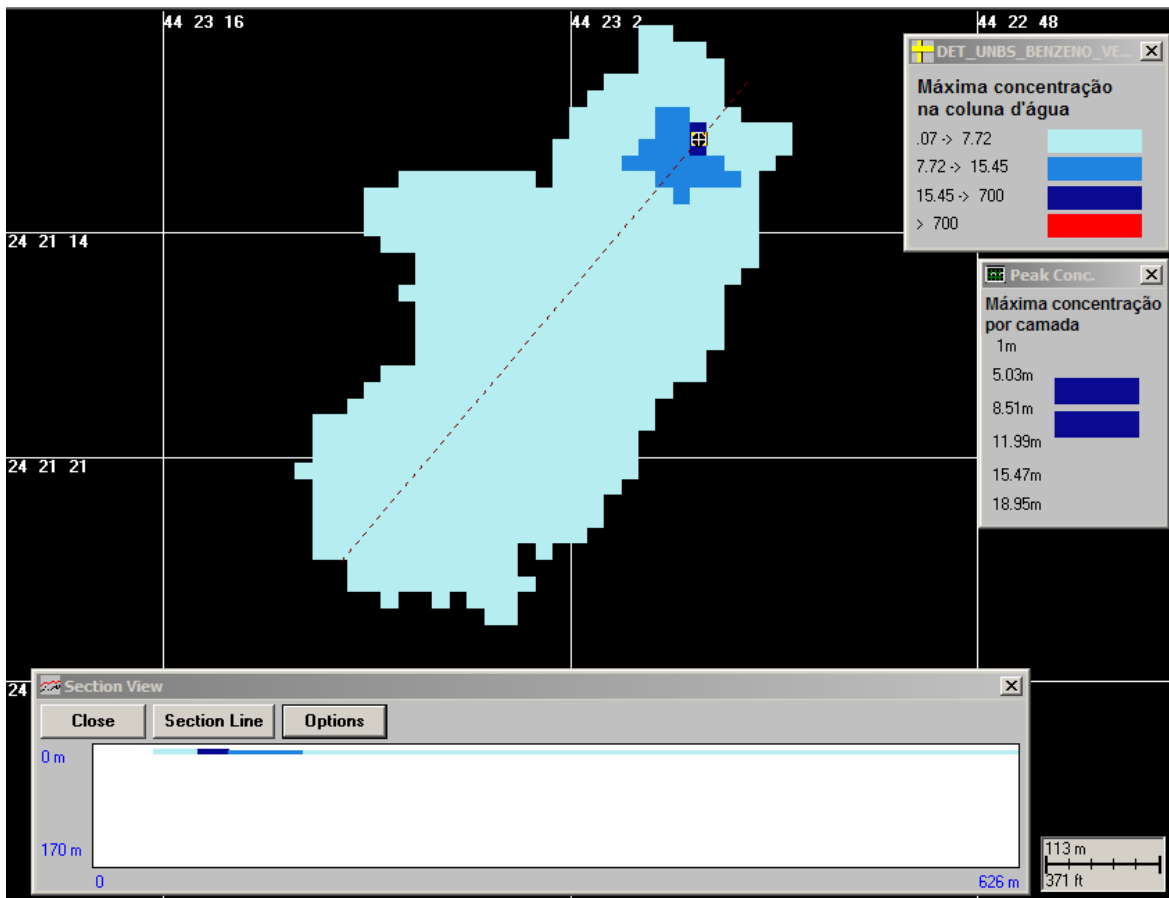 44 23 16
44 23 2
44 22 48
DET_UNBS_BENZENO_VE...
Máxima concentração
na coluna d'água
.07 -> 7.72
7.72 -> 15.45
15.45 -> 700
> 700
24 21 14
Peak Conc.
Máxima concentração
por camada
1m
5.03m
8.51m
11.99m
15.47m
18.95m
24 21 21
24
Section View
Close
Section Line
Options
0 m
170 m
0
626 m
113 m
371 ft